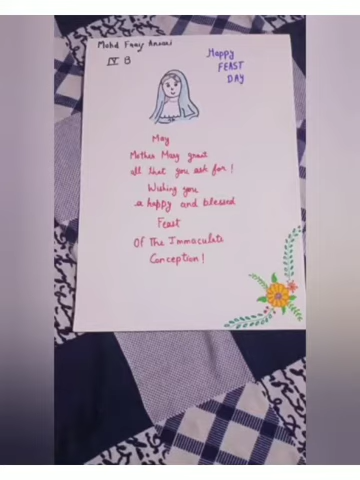 Mohd Faaiz Ansari
IV B
Happy
FEAST
DAY
May
Mother Mary grant
all that you ask for!
Wishing you
a happy and blessed
Feast
Of The Immaculate
Conception!